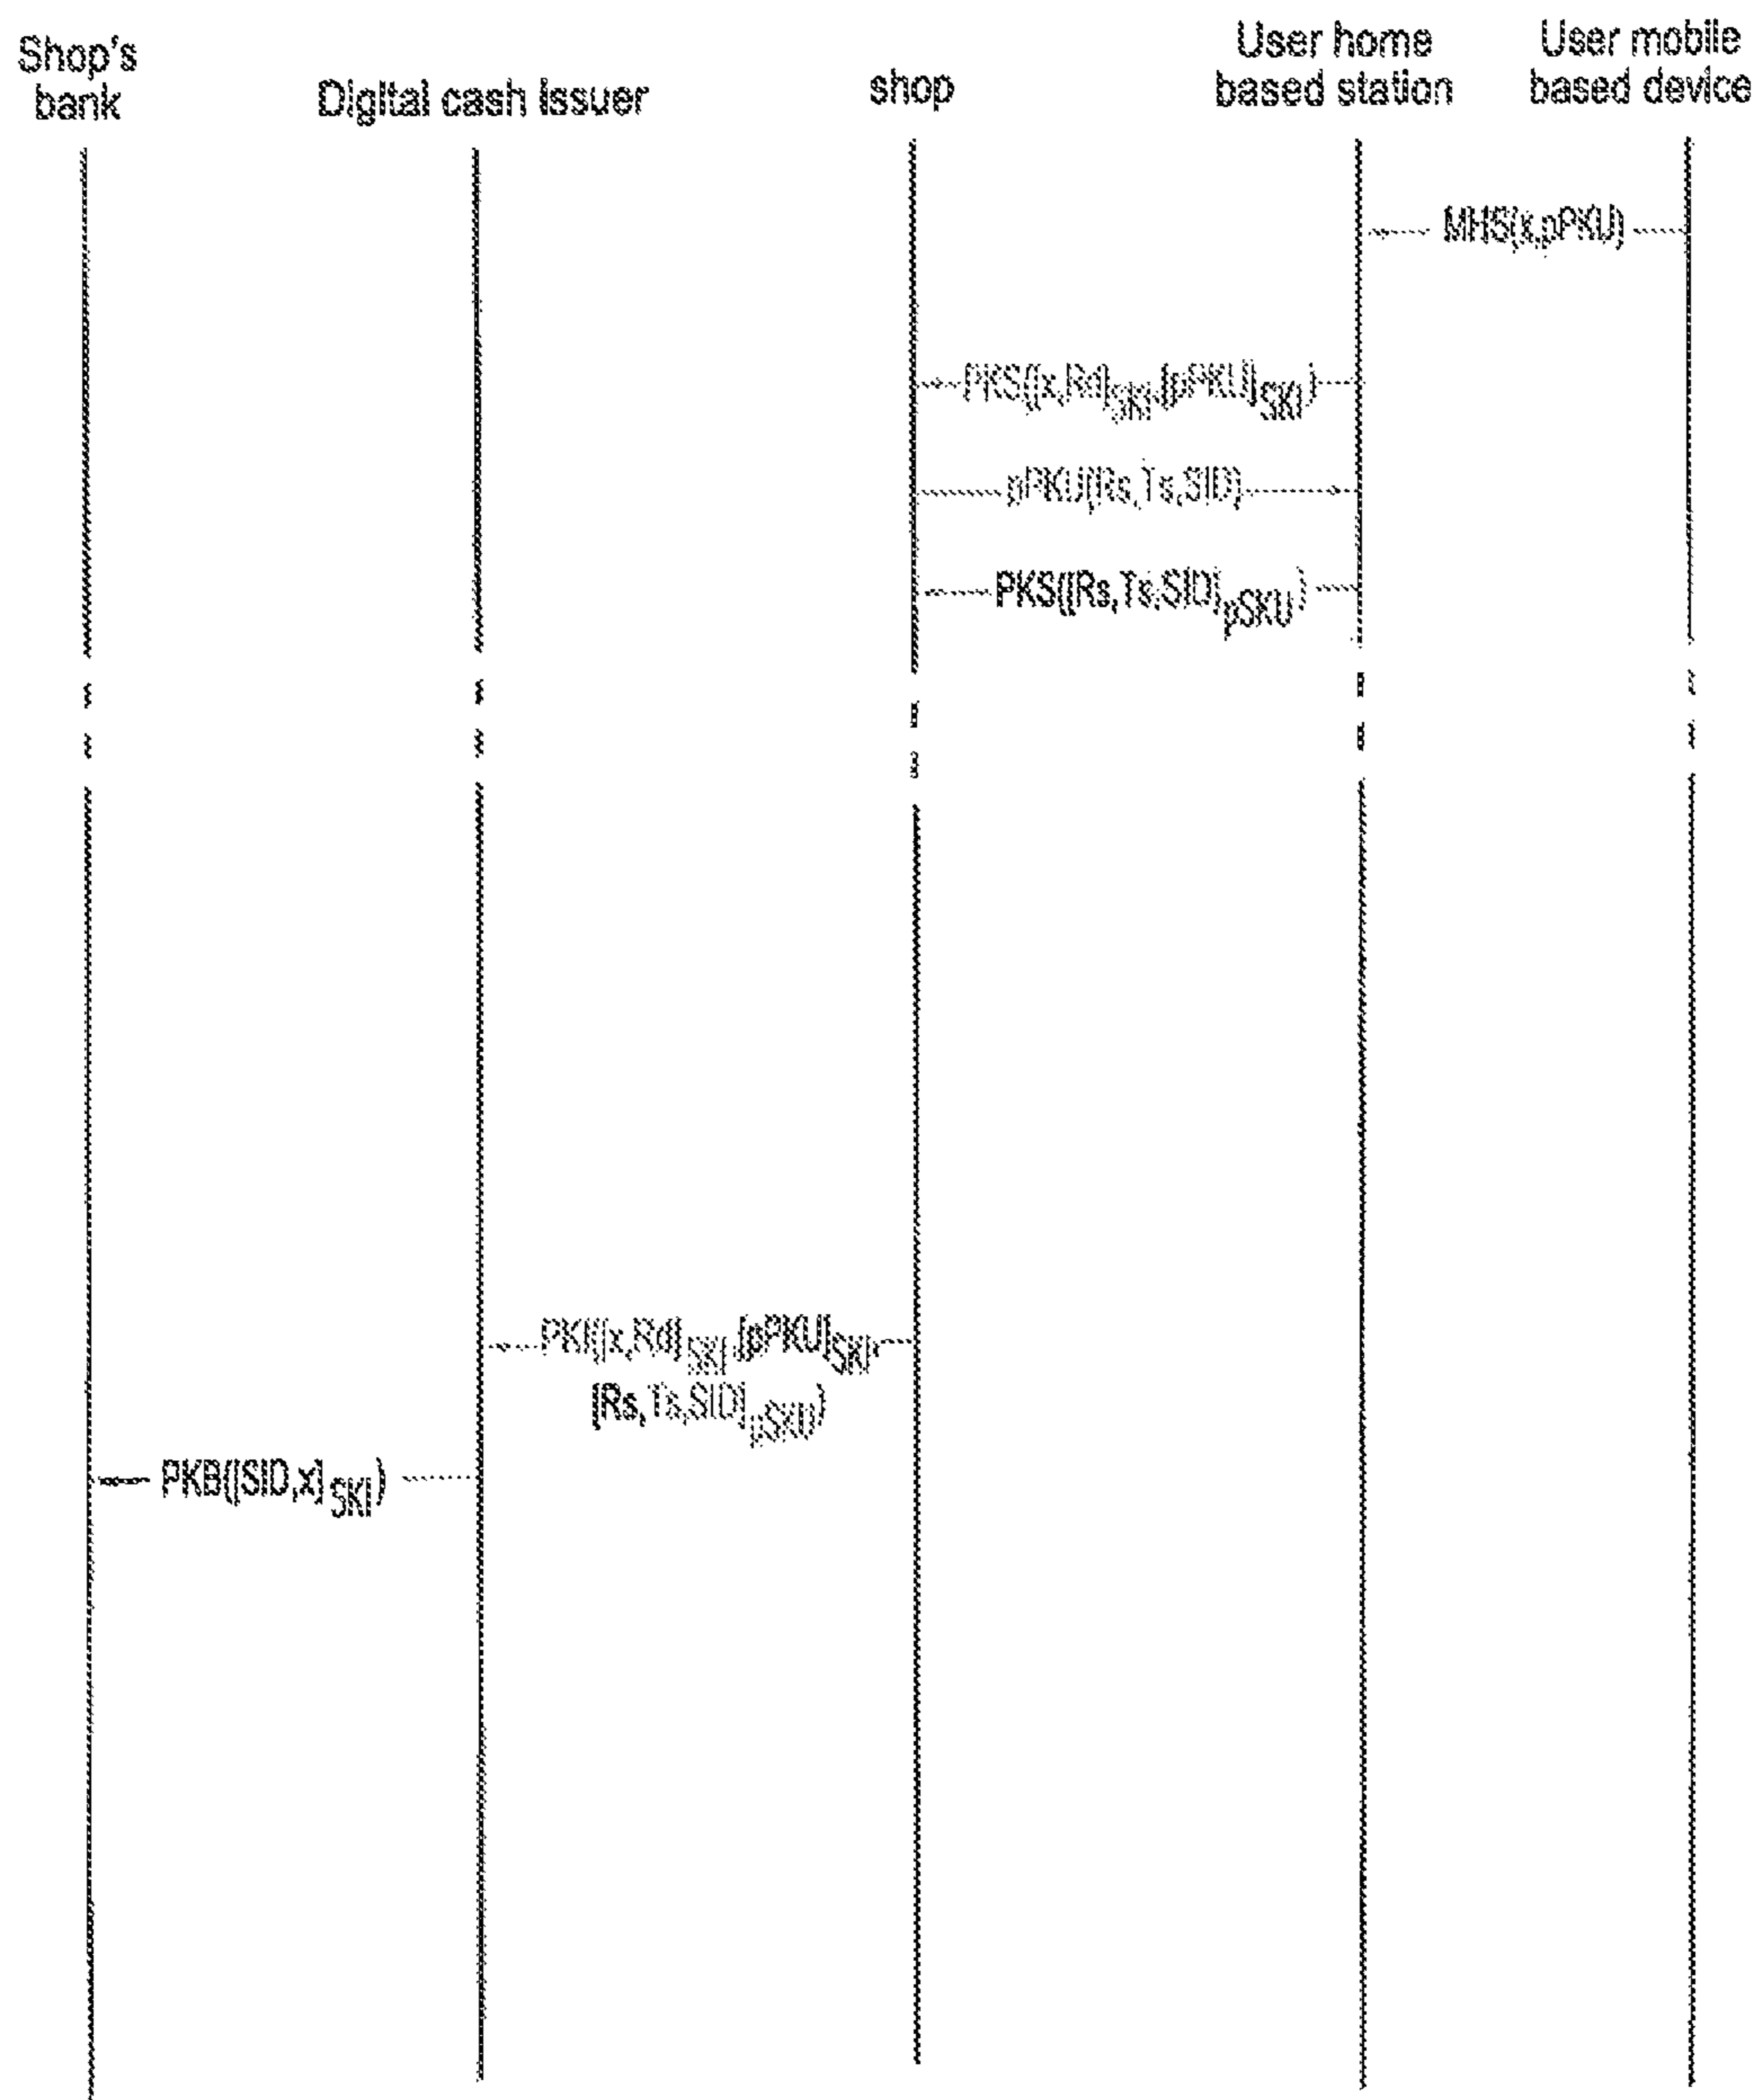 Shop's
bank
Digital cash issuer
shop
User home
based station
User mobile
based device
MHS(x,pPKU)
PKS([x,Rd]SKI,[pPKU]SKI)
pPKU(Rs,Ts,SID)
PKS([Rs,Ts,SID]pSKU)
PKI([x,Rd]SKI,[pPKU]SKI,
[Rs,Ts,SID]pSKU)
PKB([SID,x]SKI)